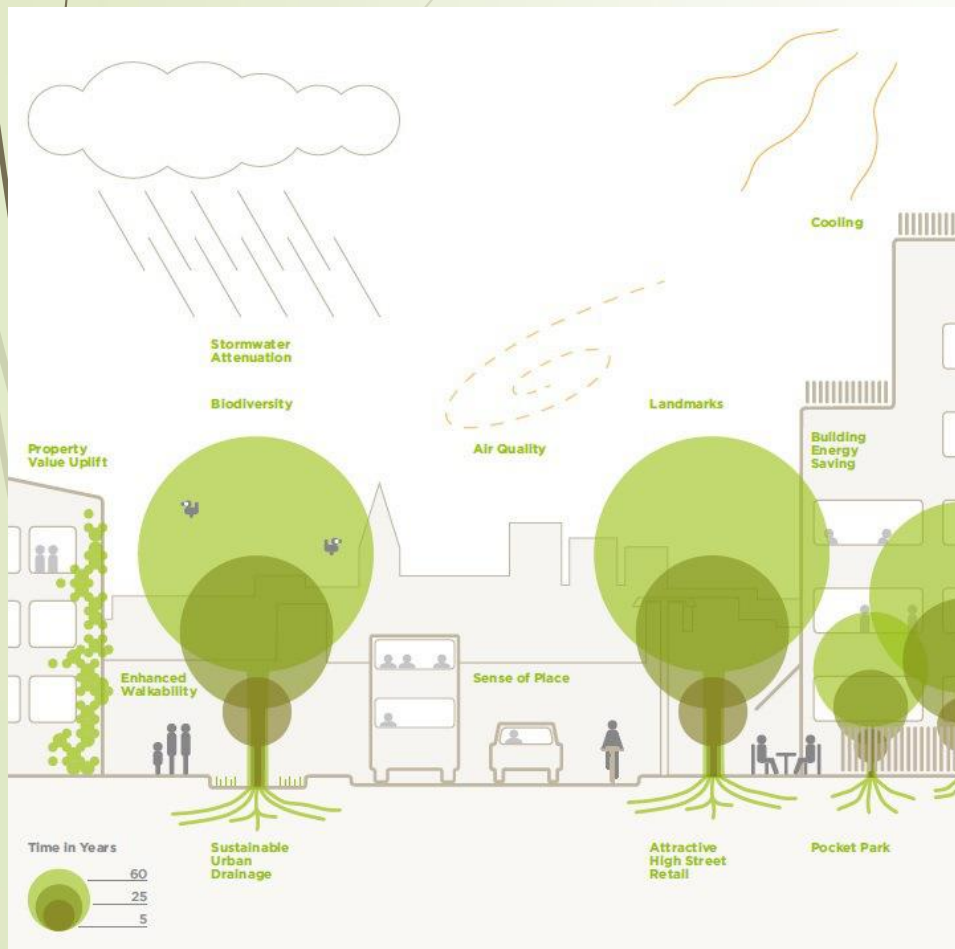 Cooling
Stormwater
Attenuation
Biodiversity
Landmarks
Property
Value Uplift
Air Quality
Building
Energy
Saving
Enhanced
Walkability
Sense of Place
Time in Years
60
25
5
Sustainable
Urban
Drainage
Attractive
High Street
Retail
Pocket Park